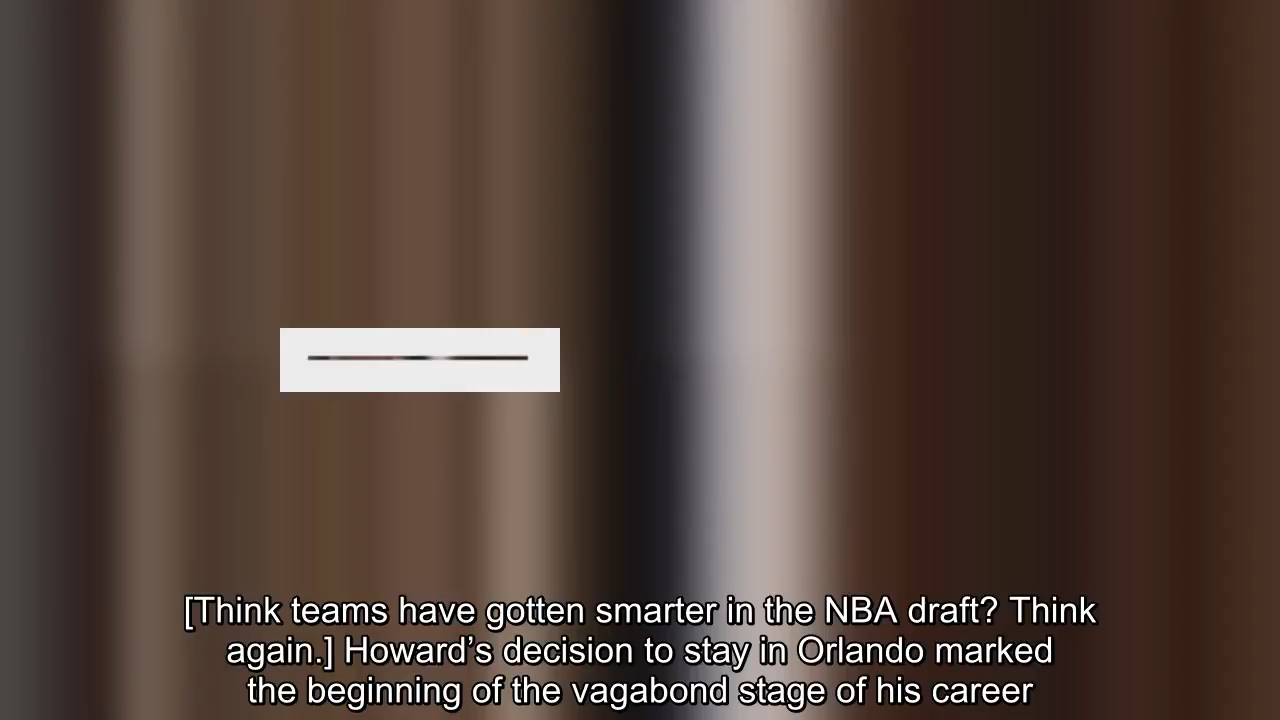 [Think teams have gotten smarter in the NBA draft? Think
again.] Howard’s decision to stay in Orlando marked
the beginning of the vagabond stage of his career